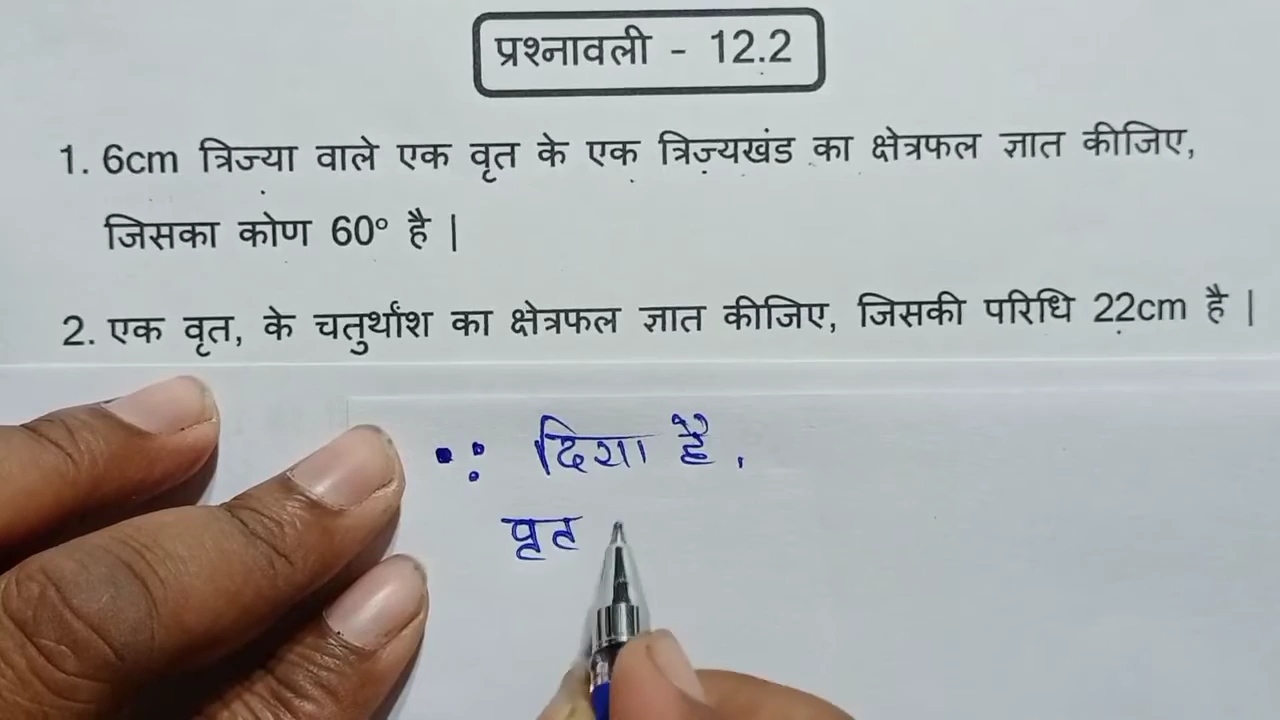 प्रश्नावली - 12.2
1. 6cm त्रिज्या वाले एक वृत के एक त्रिज्यखंड का क्षेत्रफल ज्ञात कीजिए,
जिसका कोण 60° है |
2. एक वृत, के चतुर्थांश का क्षेत्रफल ज्ञात कीजिए, जिसकी परिधि 22cm है |
∵ दिया है,
वृत